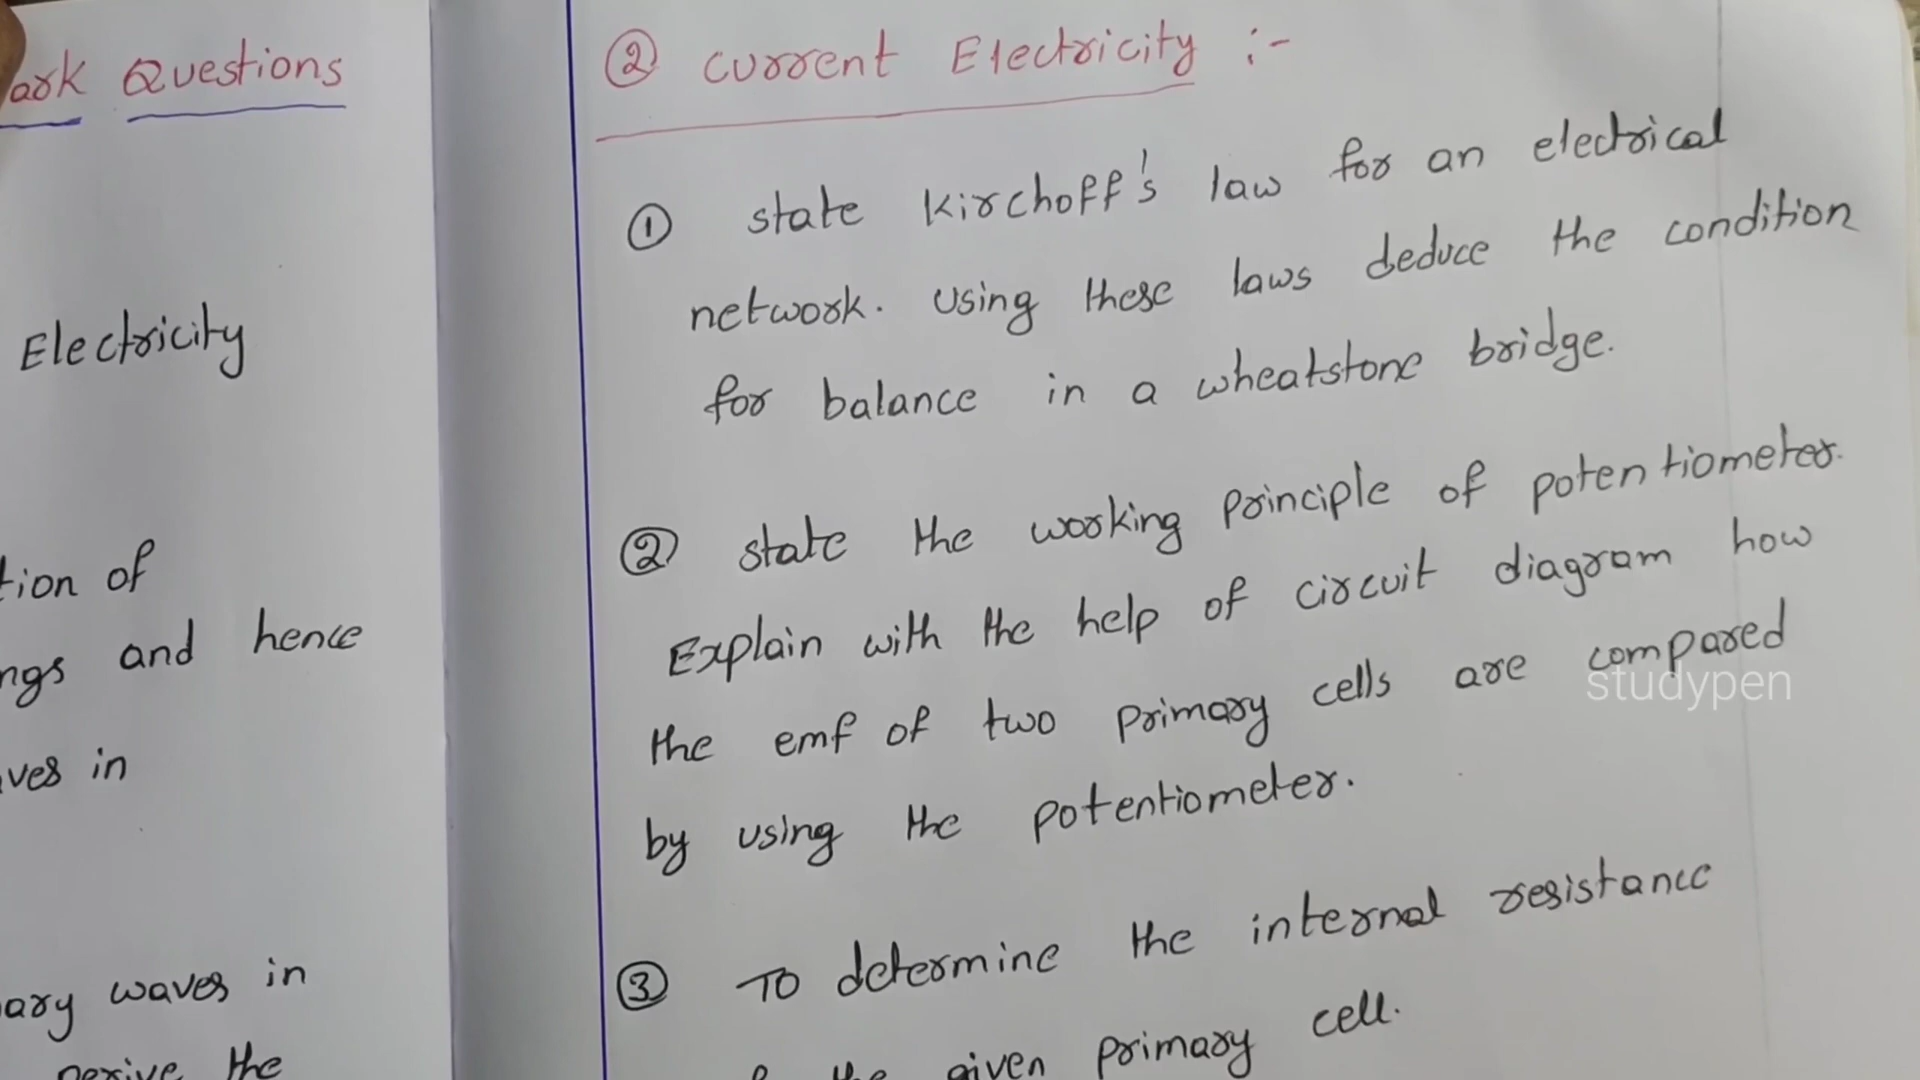 ark Questions
Electricity
tion of
ngs and hence
ves in
ary waves in
Derive the
② Current Electricity :-
① state Kirchoff's law for an electrical
network. Using these laws deduce the condition
for balance in a wheatstone bridge.
② state the working principle of potentiometer.
Explain with the help of circuit diagram how
the emf of two primary cells are compared
by using the potentiometer.
③ To determine the internal resistance
of the given primary cell.
studypen